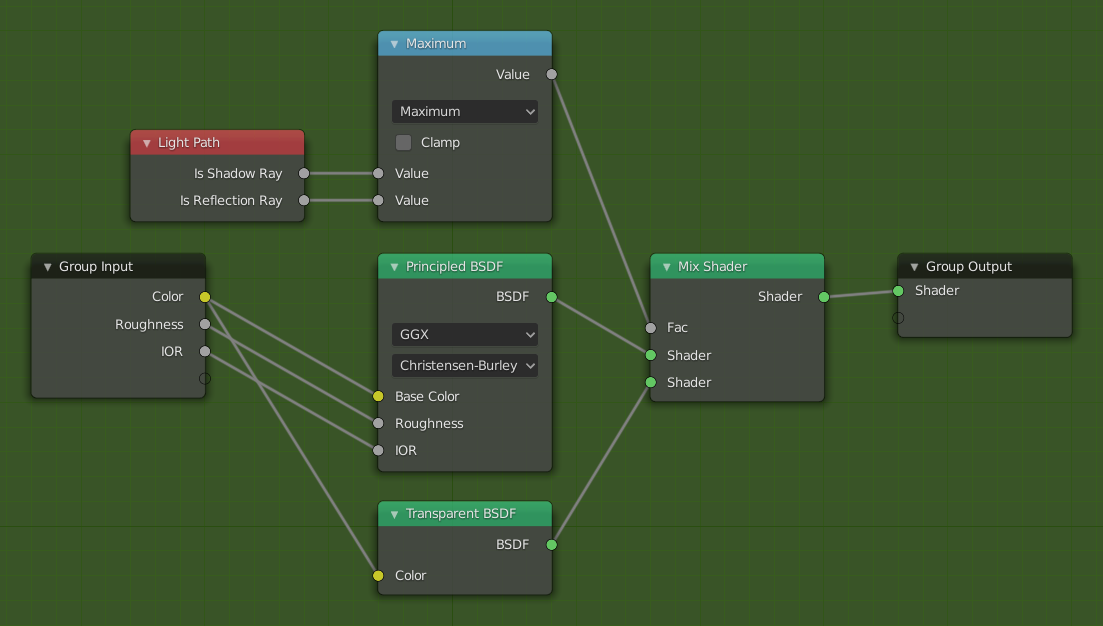 Maximum
Value
Maximum
Clamp
Value
Value
Light Path
Is Shadow Ray
Is Reflection Ray
Group Input
Color
Roughness
IOR
Principled BSDF
BSDF
GGX
Christensen-Burley
Base Color
Roughness
IOR
Transparent BSDF
BSDF
Color
Mix Shader
Shader
Fac
Shader
Shader
Group Output
Shader